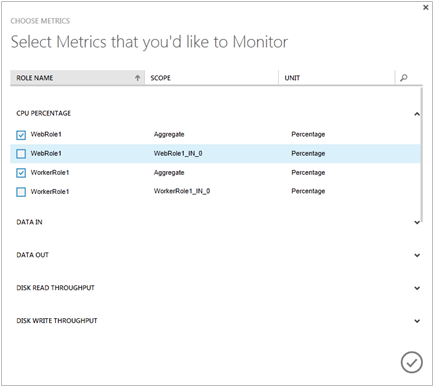 CHOOSE METRICS
Select Metrics that you'd like to Monitor
ROLE NAME SCOPE UNIT
CPU PERCENTAGE
WebRole1 Aggregate Percentage
WebRole1 WebRole1_IN_0 Percentage
WorkerRole1 Aggregate Percentage
WorkerRole1 WorkerRole1_IN_0 Percentage
DATA IN
DATA OUT
DISK READ THROUGHPUT
DISK WRITE THROUGHPUT